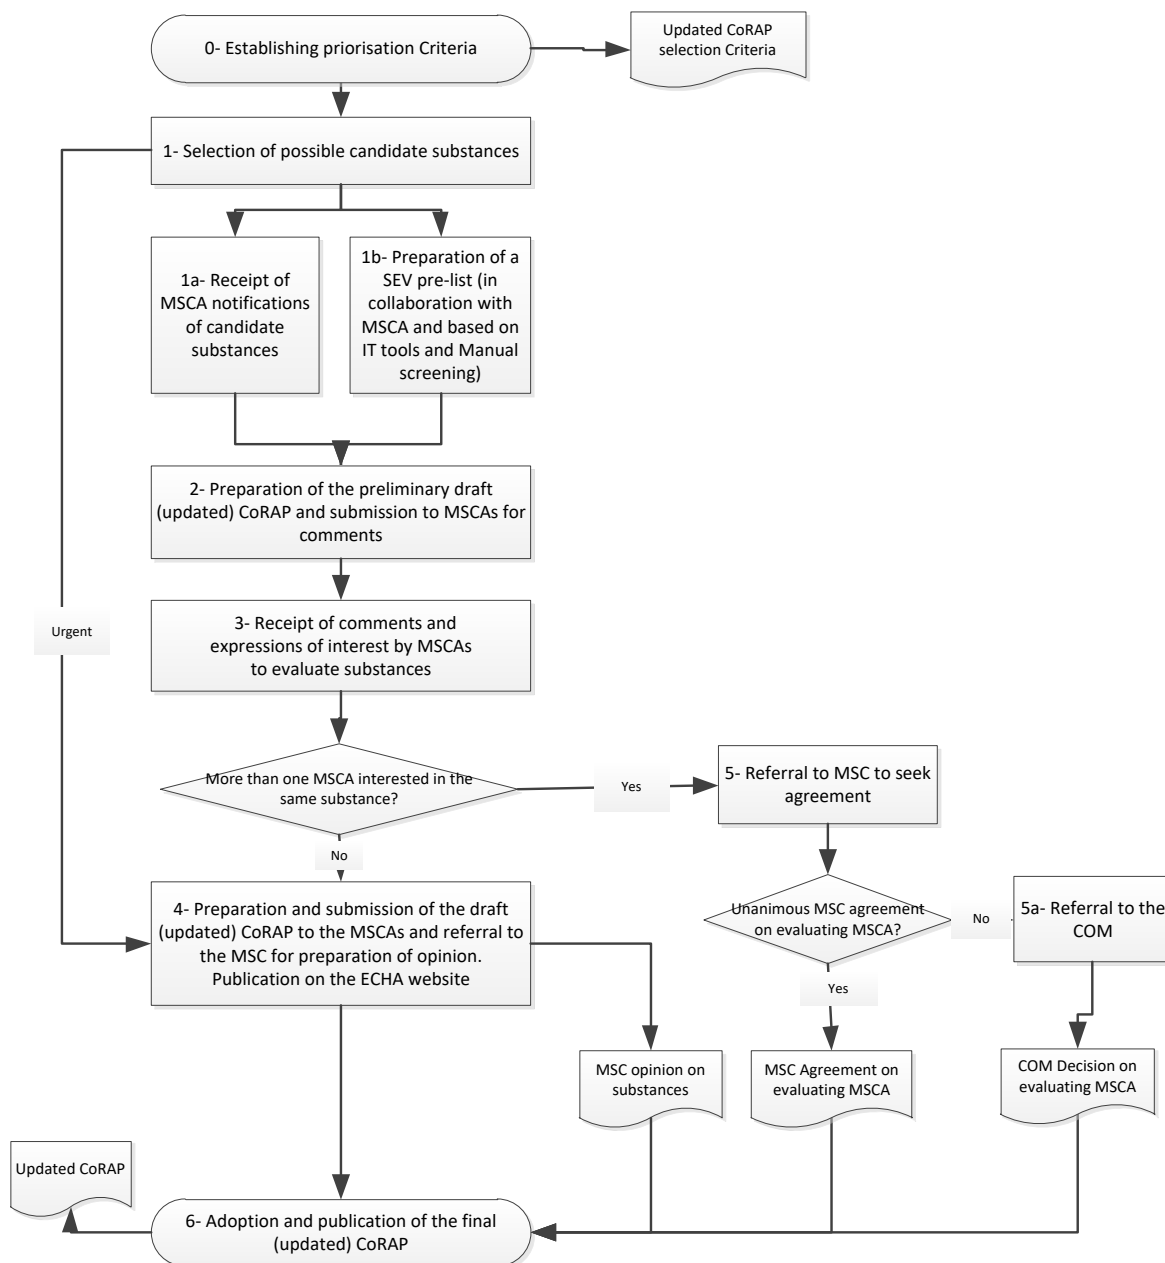 0- Establishing priorisation Criteria
Updated CoRAP
selection Criteria
1- Selection of possible candidate substances
1a- Receipt of
MSCA notifications
of candidate
substances
1b- Preparation of a
SEV pre-list (in
collaboration with
MSCA and based on
IT tools and Manual
screening)
2- Preparation of the preliminary draft
(updated) CoRAP and submission to MSCAs for
comments
Urgent
3- Receipt of comments and
expressions of interest by MSCAs
to evaluate substances
More than one MSCA interested in the
same substance?
Yes
5- Referral to MSC to seek
agreement
No
4- Preparation and submission of the draft
(updated) CoRAP to the MSCAs and referral to
the MSC for preparation of opinion.
Publication on the ECHA website
Unanimous MSC agreement
on evaluating MSCA?
No
5a- Referral to the
COM
Yes
MSC opinion on
substances
MSC Agreement on
evaluating MSCA
COM Decision on
evaluating MSCA
Updated CoRAP
6- Adoption and publication of the final
(updated) CoRAP